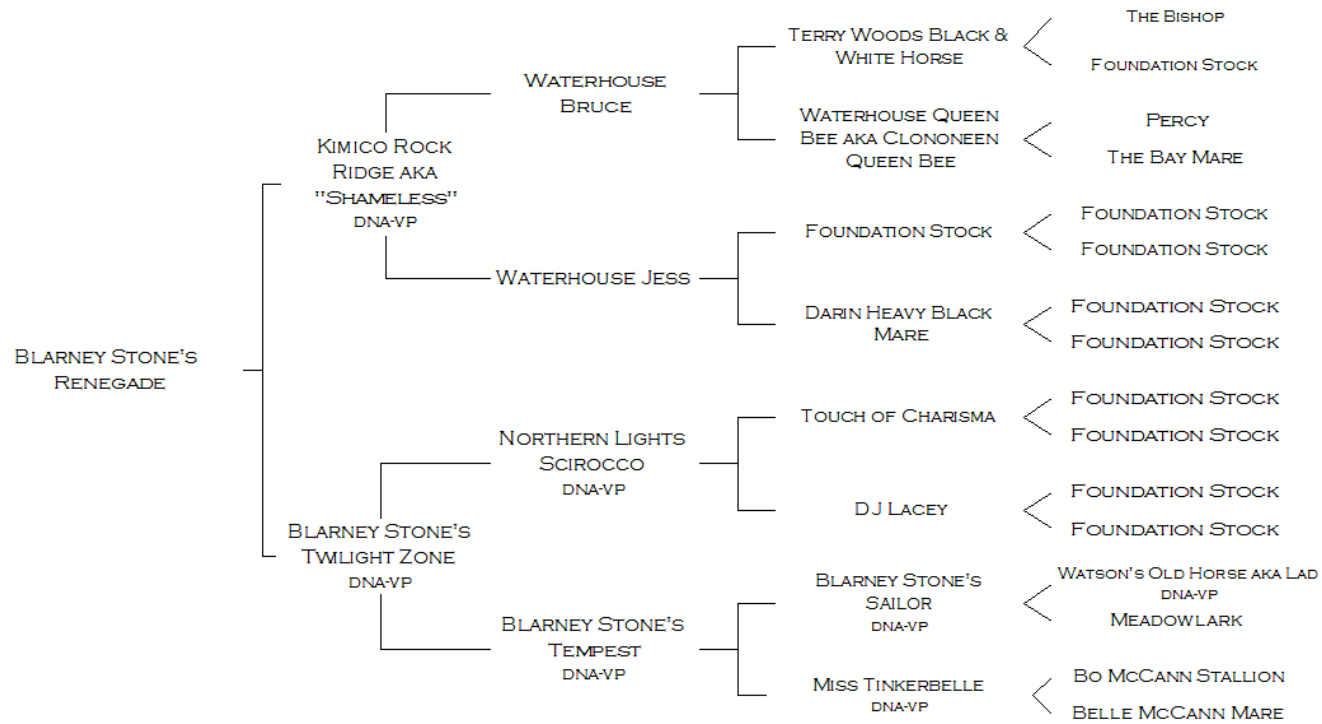 Blarney Stone's
Renegade
Kimico Rock
Ridge aka
"Shameless"
DNA-VP
Blarney Stone's
Twilight Zone
DNA-VP
Waterhouse
Bruce
Waterhouse Jess
Northern Lights
Scirocco
DNA-VP
Blarney Stone's
Tempest
DNA-VP
Terry Woods Black &
White Horse
Waterhouse Queen
Bee aka Clononeen
Queen Bee
Foundation Stock
Darin Heavy Black
Mare
Touch of Charisma
DJ Lacey
Blarney Stone's
Sailor
DNA-VP
Miss Tinkerbelle
DNA-VP
The Bishop
Foundation Stock
Percy
The Bay Mare
Foundation Stock
Foundation Stock
Foundation Stock
Foundation Stock
Foundation Stock
Foundation Stock
Foundation Stock
Foundation Stock
Watson's Old Horse aka Lad
DNA-VP
Meadowlark
Bo McCann Stallion
Belle McCann Mare